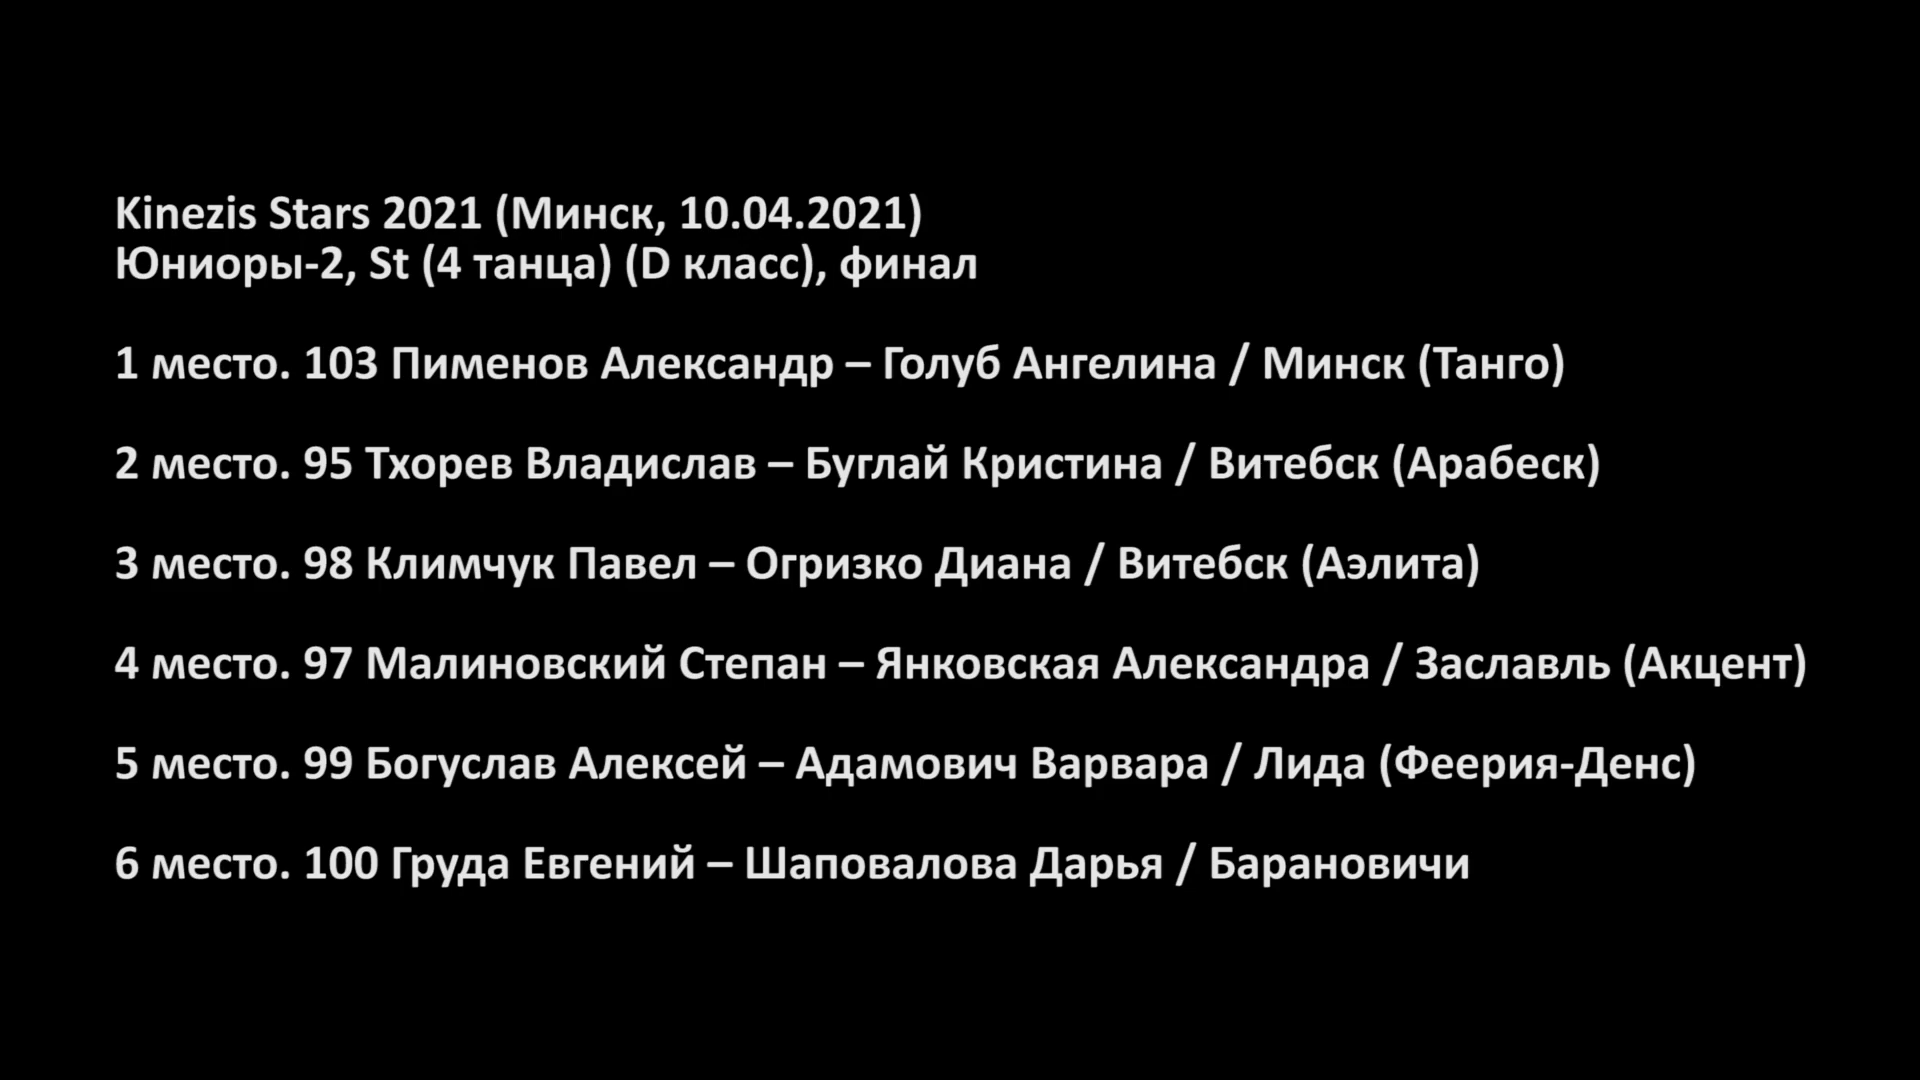 Kinezis Stars 2021 (Минск, 10.04.2021)
Юниоры-2, St (4 танца) (D класс), финал
1 место. 103 Пименов Александр – Голуб Ангелина / Минск (Танго)
2 место. 95 Тхорев Владислав – Буглай Кристина / Витебск (Арабеск)
3 место. 98 Климчук Павел – Огризко Диана / Витебск (Аэлита)
4 место. 97 Малиновский Степан – Янковская Александра / Заславль (Акцент)
5 место. 99 Богуслав Алексей – Адамович Варвара / Лида (Феерия-Денс)
6 место. 100 Груда Евгений – Шаповалова Дарья / Барановичи